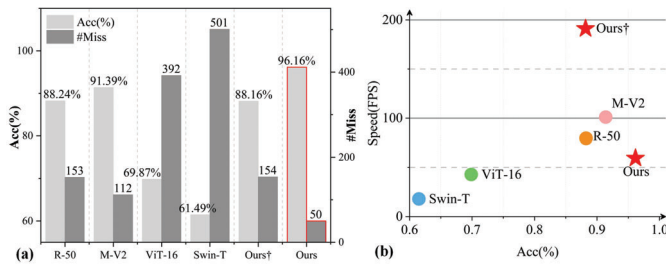 Acc(%)
#Miss
501
96.16%
100
91.39%
392
400
88.24%
88.16%
Acc(%)
80
#Miss
69.87%
200
70
153
154
112
61.49%
60
50
0
(a)
R-50 M-V2 ViT-16 Swin-T Ours† Ours
200
Ours†
Speed(FPS)
M-V2
100
R-50
Ours
50
ViT-16
Swin-T
0
0.6 0.7 0.8 0.9 1.0
(b)
Acc(%)